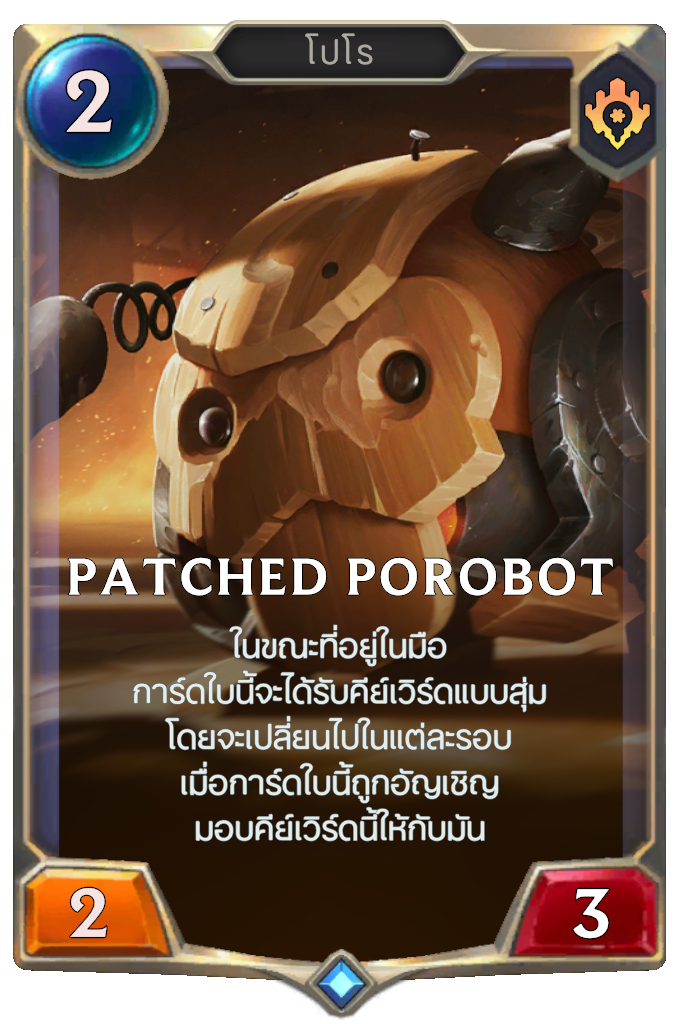 โปโร
2
PATCHED POROBOT
ในขณะที่อยู่ในมือ
การ์ดใบนี้จะได้รับคีย์เวิร์ดแบบสุ่ม
โดยจะเปลี่ยนไปในแต่ละรอบ
เมื่อการ์ดใบนี้ถูกอัญเชิญ
มอบคีย์เวิร์ดนี้ให้กับมัน
2
3